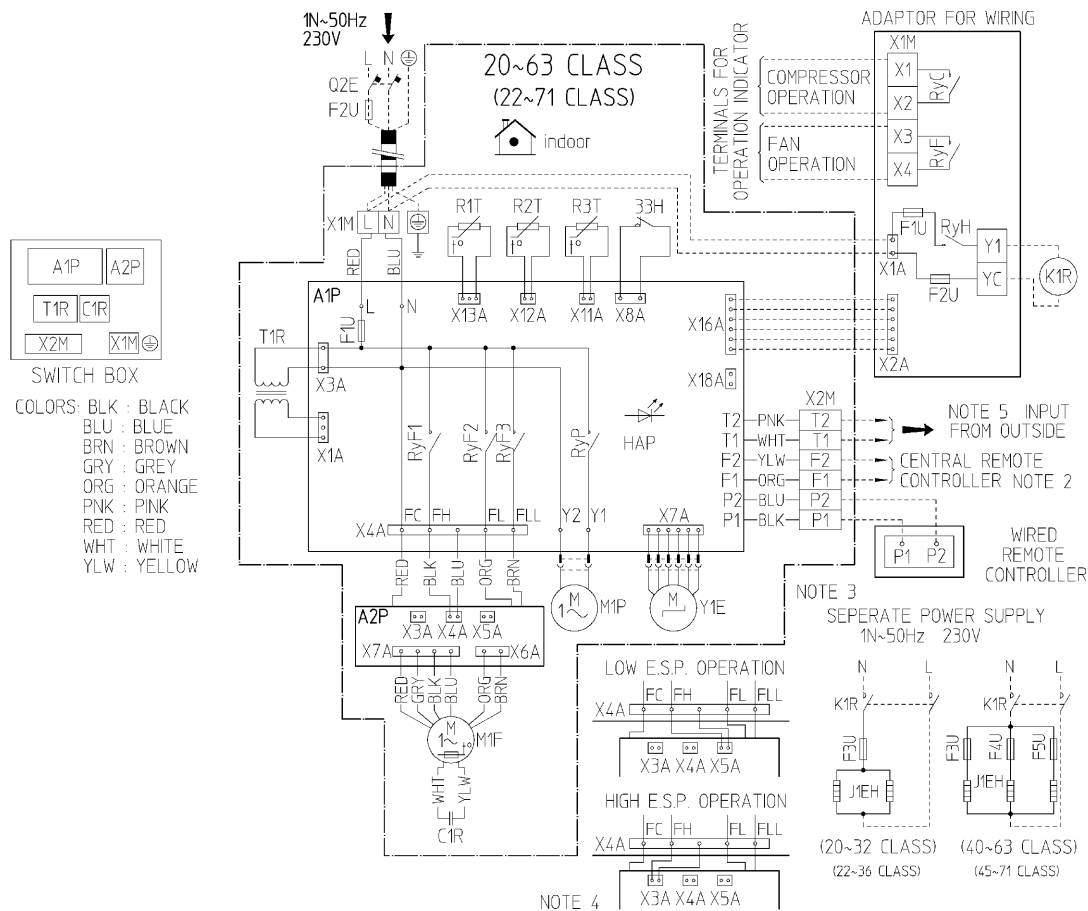 1N~50Hz
230V
L N
Q2E
F2U
20~63 CLASS
(22~71 CLASS)
indoor
ADAPTOR FOR WIRING
X1M
X1
X2
X3
X4
RyC
RyF
TERMINALS FOR
OPERATION INDICATOR
COMPRESSOR
OPERATION
FAN
OPERATION
F1U
RyH
Y1
YC
K1R
X1A
F2U
X2A
X1M L N
RED
BLU
R1T R2T R3T 33H
X13A X12A X11A X8A
A1P
L N
F1U
T1R
X3A
X1A
X16A
X18A
HAP
RyF1 RyF2 RyF3 RyP
X4A FC FH FL FLL
Y2 Y1 X7A
X2M
T2 PNK T2
T1 WHT T1
F2 YLW F2
F1 ORG F1
P2 BLU P2
P1 BLK P1
NOTE 5 INPUT
FROM OUTSIDE
CENTRAL REMOTE
CONTROLLER NOTE 2
P1 P2
WIRED
REMOTE
CONTROLLER
A1P A2P
T1R C1R
X2M X1M
SWITCH BOX
COLORS: BLK : BLACK
BLU : BLUE
BRN : BROWN
GRY : GREY
ORG : ORANGE
PNK : PINK
RED : RED
WHT : WHITE
YLW : YELLOW
RED BLK BLU ORG BRN
A2P
X3A X4A X5A
X7A X6A
RED GRY BLK BLU ORG BRN
M
1~
M1F
WHT YLW
C1R
M
1~
M1P
M
Y1E
NOTE 3
SEPERATE POWER SUPPLY
1N~50Hz 230V
N L
K1R
F3U
J1EH
(20~32 CLASS)
(22~36 CLASS)
N L
K1R
F3U F4U F5U
J1EH
(40~63 CLASS)
(45~71 CLASS)
LOW E.S.P. OPERATION
FC FH FL FLL
X4A
X3A X4A X5A
HIGH E.S.P. OPERATION
FC FH FL FLL
X4A
X3A X4A X5A
NOTE 4